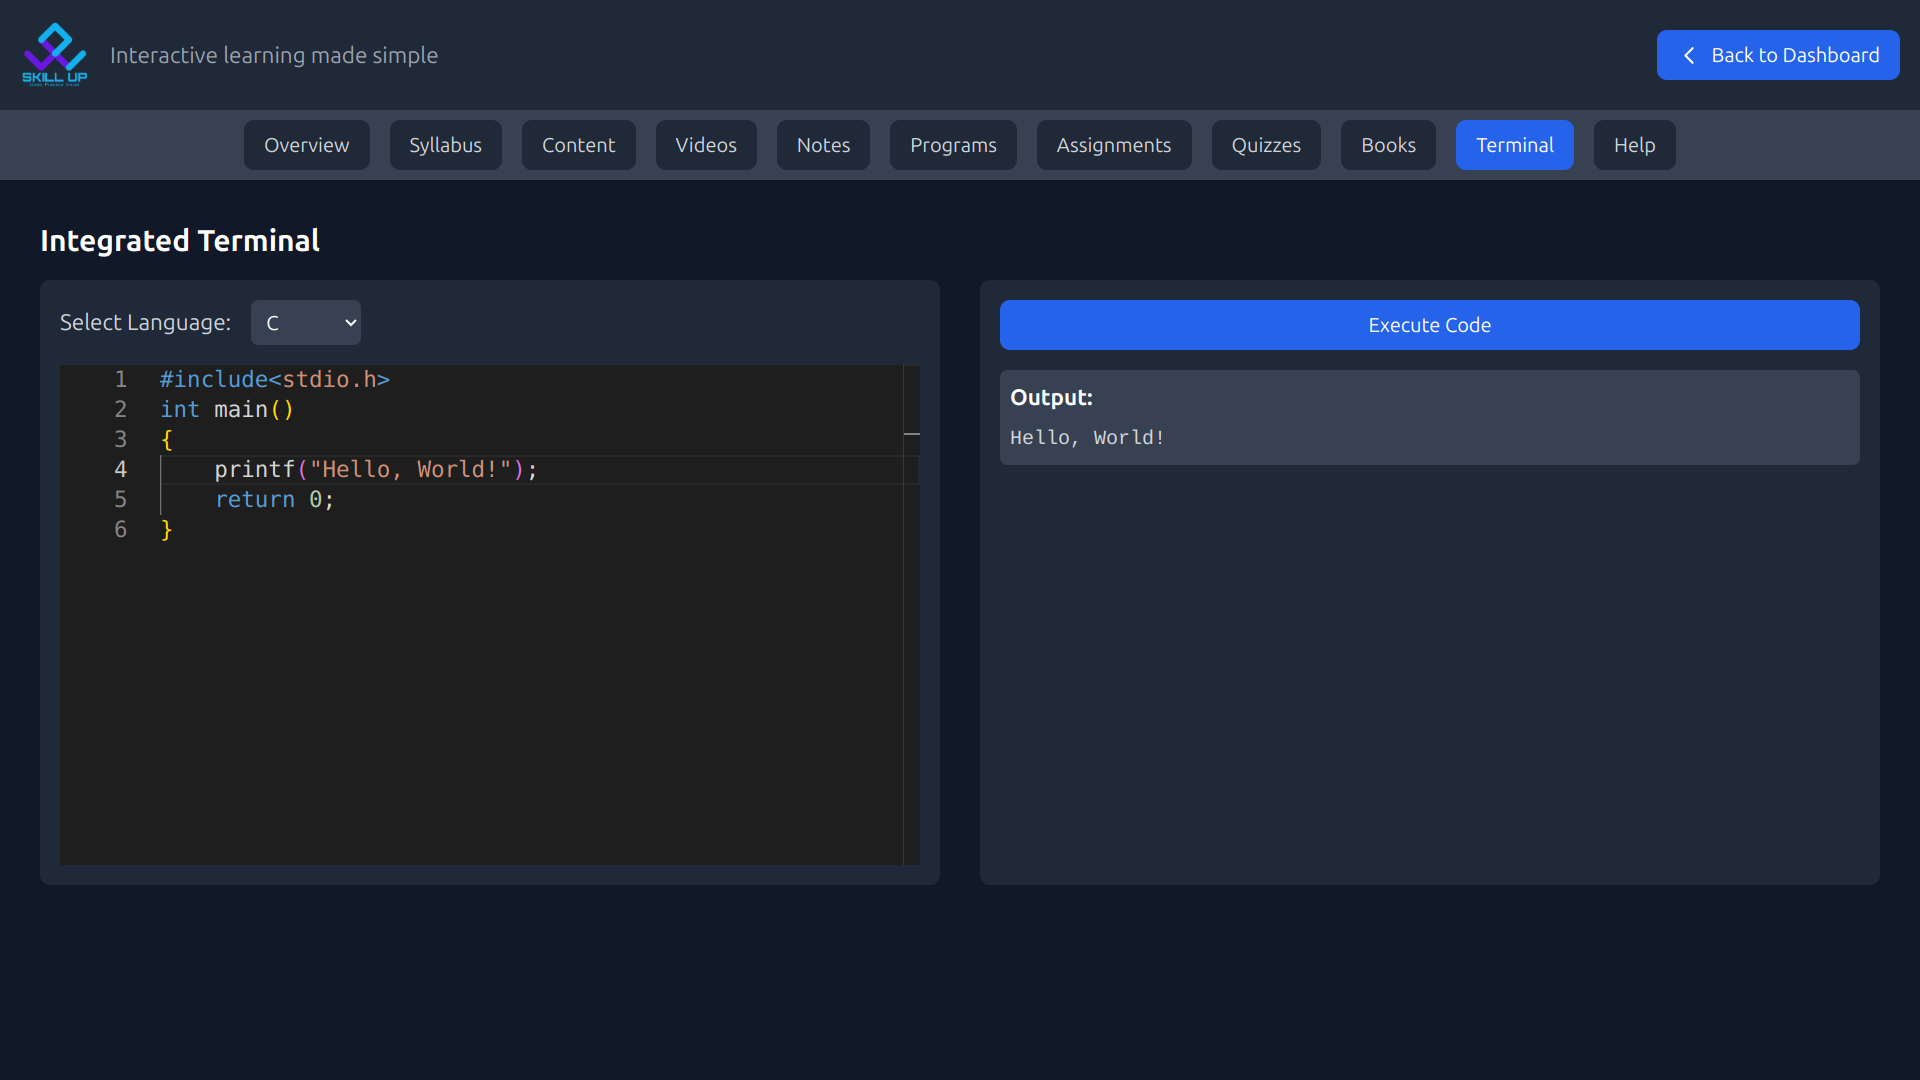 SKILL UP
Interactive learning made simple
Back to Dashboard
Overview
Syllabus
Content
Videos
Notes
Programs
Assignments
Quizzes
Books
Terminal
Help
Integrated Terminal
Select Language: C
1 #include<stdio.h>
2 int main()
3 {
4     printf("Hello, World!");
5     return 0;
6 }
Execute Code
Output:
Hello, World!